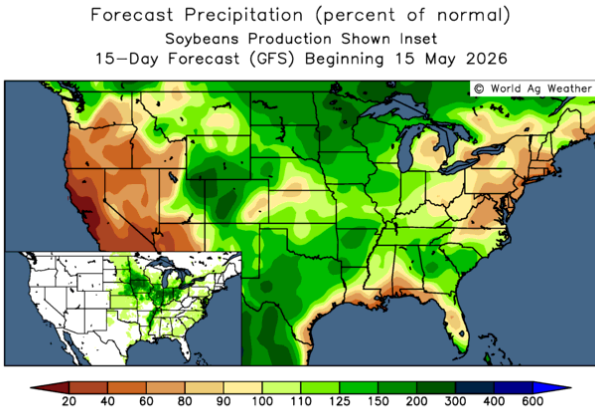 Forecast Precipitation (percent of normal)
Soybeans Production Shown Inset
15-Day Forecast (GFS) Beginning 15 May 2026
© World Ag Weather
20 40 60 80 90 100 110 125 150 200 300 400 600